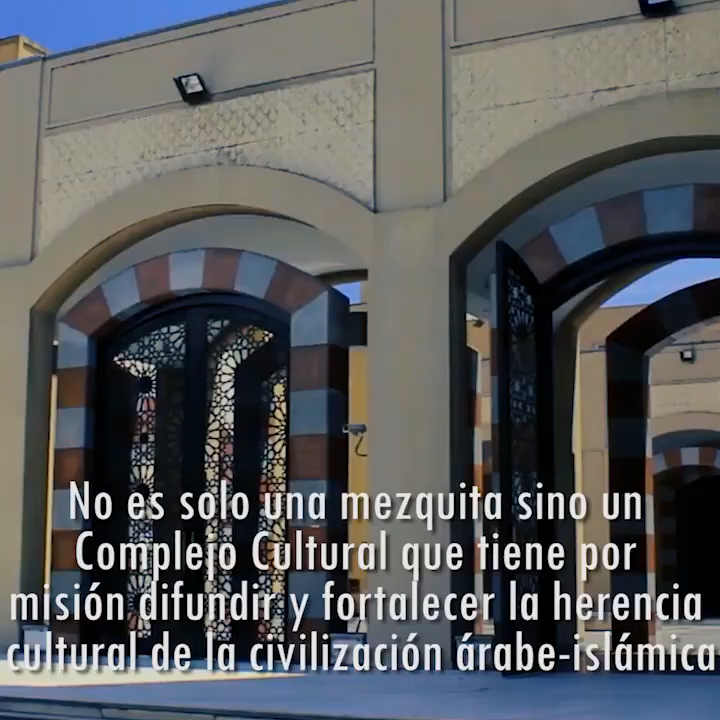 No es solo una mezquita sino un
Complejo Cultural que tiene por
misión difundir y fortalecer la herencia
cultural de la civilización árabe-islámica